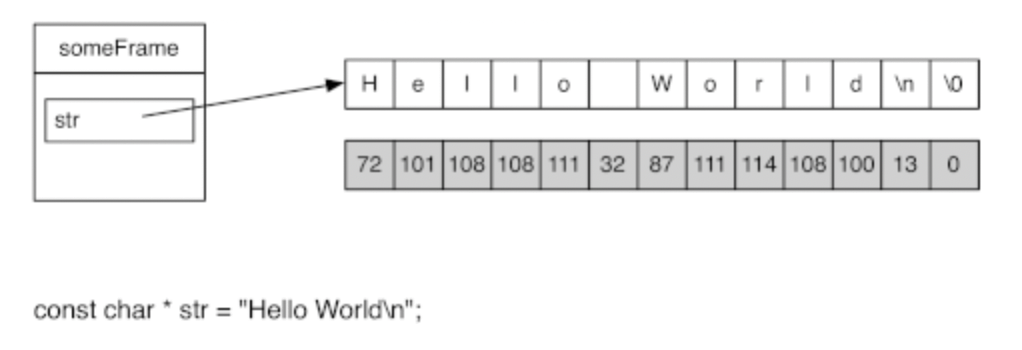 someFrame
H e l l o W o r l d \n \0
str
72 101 108 108 111 32 87 111 114 108 100 13 0
const char * str = "Hello World\n";